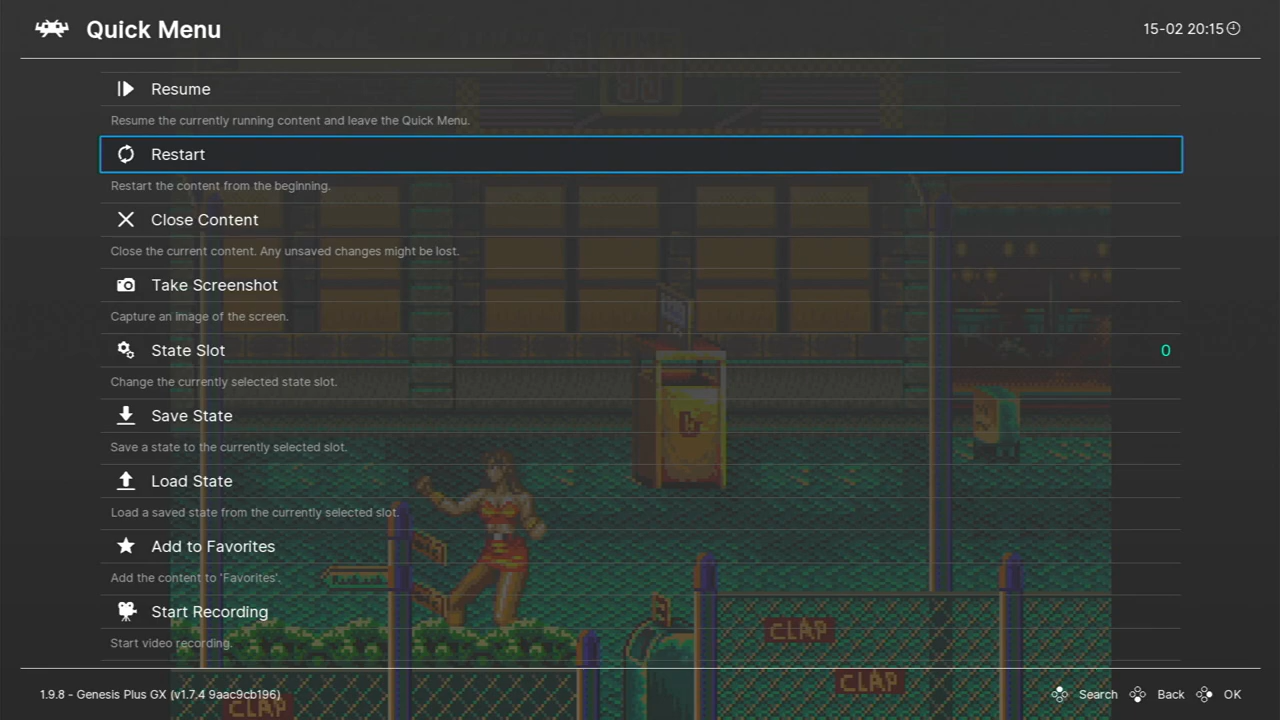 Quick Menu
15-02 20:15
Resume
Resume the currently running content and leave the Quick Menu.
Restart
Restart the content from the beginning.
Close Content
Close the current content. Any unsaved changes might be lost.
Take Screenshot
Capture an image of the screen.
State Slot 0
Change the currently selected state slot.
Save State
Save a state to the currently selected slot.
Load State
Load a saved state from the currently selected slot.
Add to Favorites
Add the content to 'Favorites'.
Start Recording
CLAP
Start video recording.
CLAP
1.9.8 - Genesis Plus GX (v1.7.4 9aac9cb196)
Search Back OK
CLAP